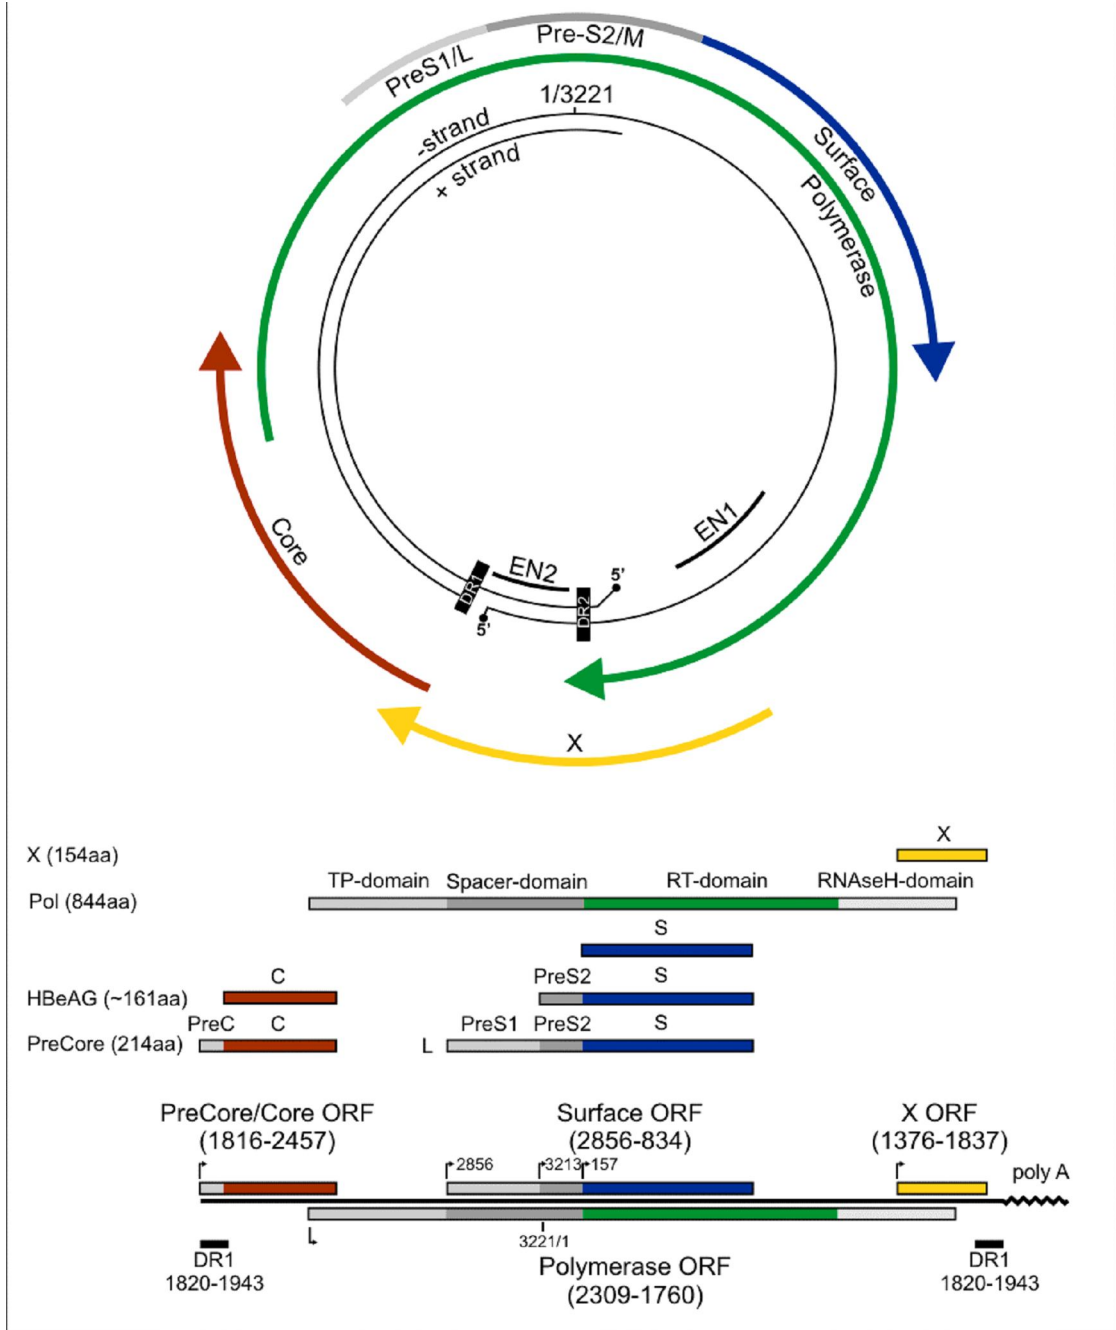 Pre-S2/M
PreS1/L
1/3221
-strand
+ strand
Surface
Polymerase
Core
EN1
EN2
DR1
DR2
5'
5'
X
X
X (154aa)
TP-domain Spacer-domain RT-domain RNAseH-domain
Pol (844aa)
S
C PreS2 S
HBeAG (~161aa)
PreC C PreS1 PreS2 S
PreCore (214aa) L
PreCore/Core ORF Surface ORF X ORF
(1816-2457) (2856-834) (1376-1837)
2856 3213 157 poly A
3221/1
DR1 Polymerase ORF DR1
1820-1943 (2309-1760) 1820-1943